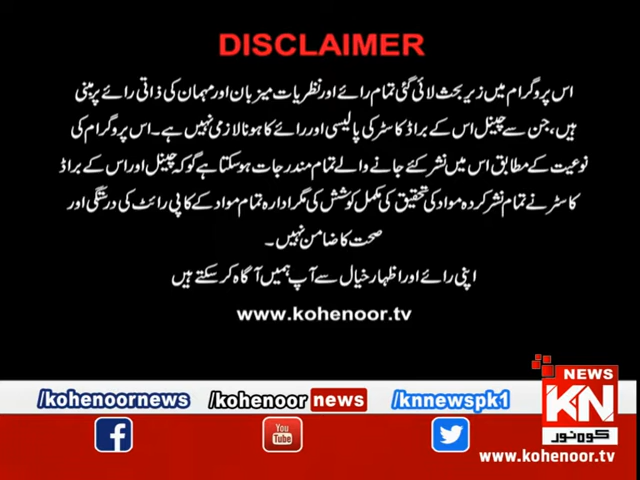 DISCLAIMER
اس پروگرام میں زیر بحث لائی گئی تمام رائے اور نظریات میزبان اور مہمان کی ذاتی رائے پر مبنی
ہیں، جن سے چینل اس کے براڈ کاسٹر کی پالیسی اور رائے کا ہونا لازمی نہیں ہے۔ اس پروگرام کی
نوعیت کے مطابق اس میں نشر کئے جانے والے تمام مندرجات ہو سکتا ہے گو کہ چینل اور اس کے براڈ
کاسٹر نے تمام نشر کردہ مواد کی تحقیق کی مکمل کوشش کی مگر ادارہ تمام مواد کے کاپی رائٹ کی درستگی اور
صحت کا ضامن نہیں۔
اپنی رائے اور اظہار خیال سے آپ ہمیں آگاہ کر سکتے ہیں
www.kohenoor.tv
/kohenoornews
/kohenoor news
/knnewspk1
You
Tube
NEWS
KN
کوہ نور
www.kohenoor.tv